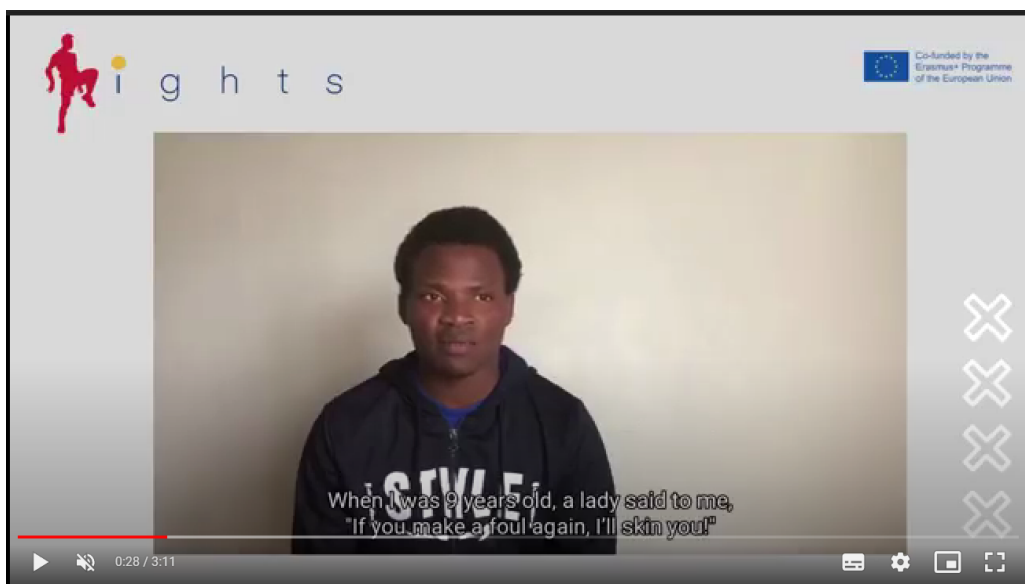 ights
Co-funded by the
Erasmus+ Programme
of the European Union
STYLE
When I was 9 years old, a lady said to me,
"If you make a foul again, I'll skin you!"
0:28 / 3:11